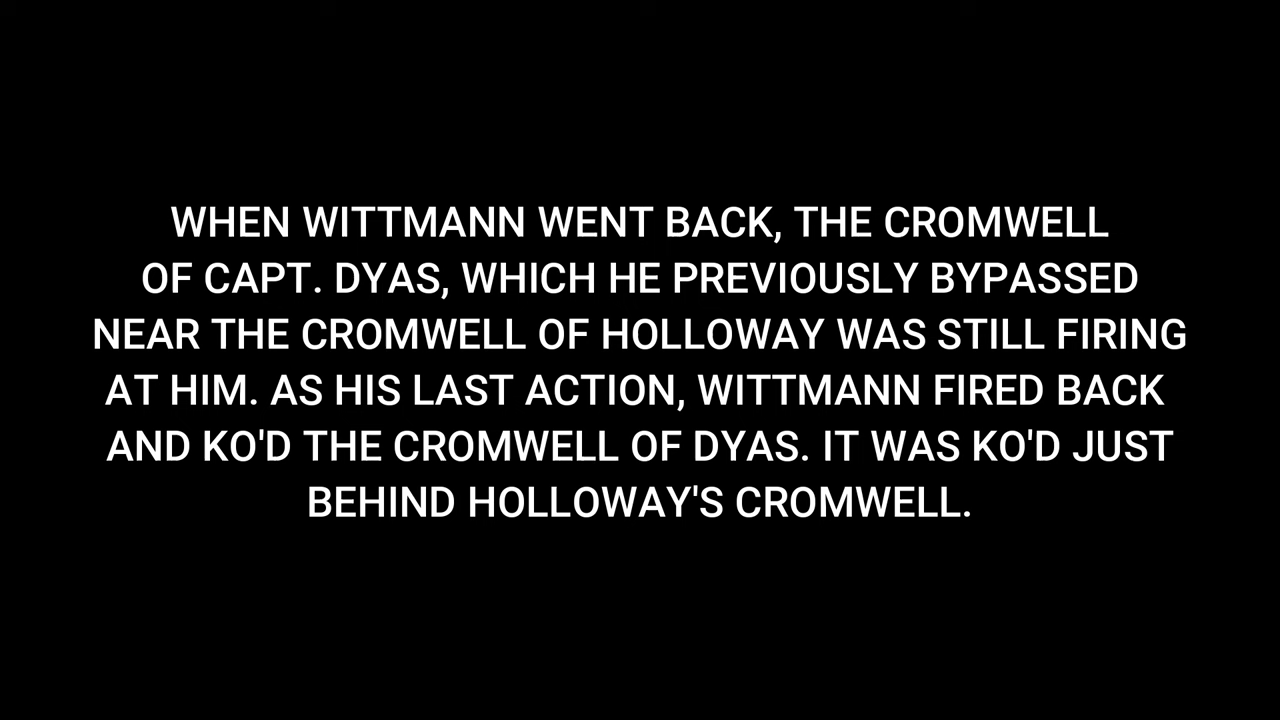 WHEN WITTMANN WENT BACK, THE CROMWELL
OF CAPT. DYAS, WHICH HE PREVIOUSLY BYPASSED
NEAR THE CROMWELL OF HOLLOWAY WAS STILL FIRING
AT HIM. AS HIS LAST ACTION, WITTMANN FIRED BACK
AND KO'D THE CROMWELL OF DYAS. IT WAS KO'D JUST
BEHIND HOLLOWAY'S CROMWELL.